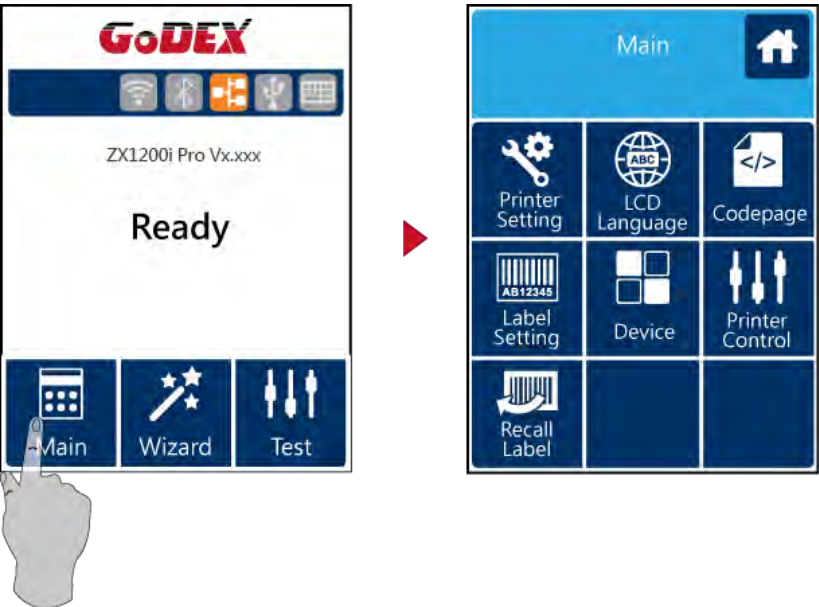 GoDEX
ZX1200i Pro Vx.xxx
Ready
Main
Wizard
Test
Main
Printer
Setting
ABC
LCD
Language
</>
Codepage
AB12345
Label
Setting
Device
Printer
Control
Recall
Label